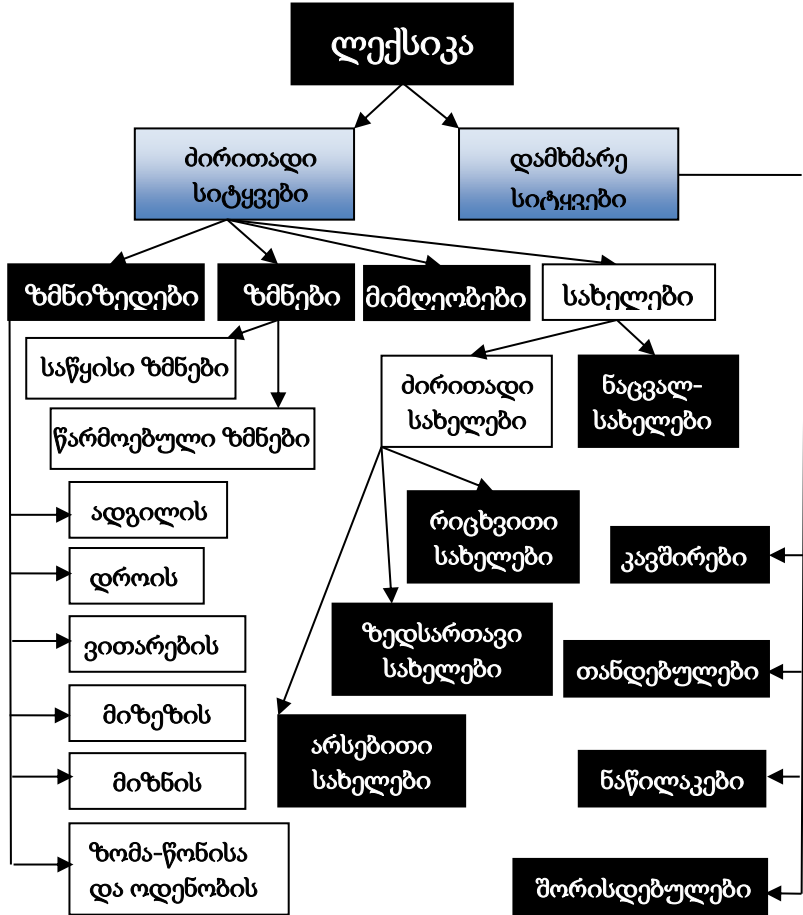 ლექსიკა
ძირითადი
სიტყვები
დამხმარე
სიტყვები
ზმნიზედები
ზმნები
მიმღეობები
სახელები
საწყისი ზმნები
წარმოებული ზმნები
ძირითადი
სახელები
ნაცვალ-
სახელები
ადგილის
დროის
ვითარების
მიზეზის
მიზნის
ზომა-წონისა
და ოდენობის
რიცხვითი
სახელები
ზედსართავი
სახელები
არსებითი
სახელები
კავშირები
თანდებულები
ნაწილაკები
შორისდებულები